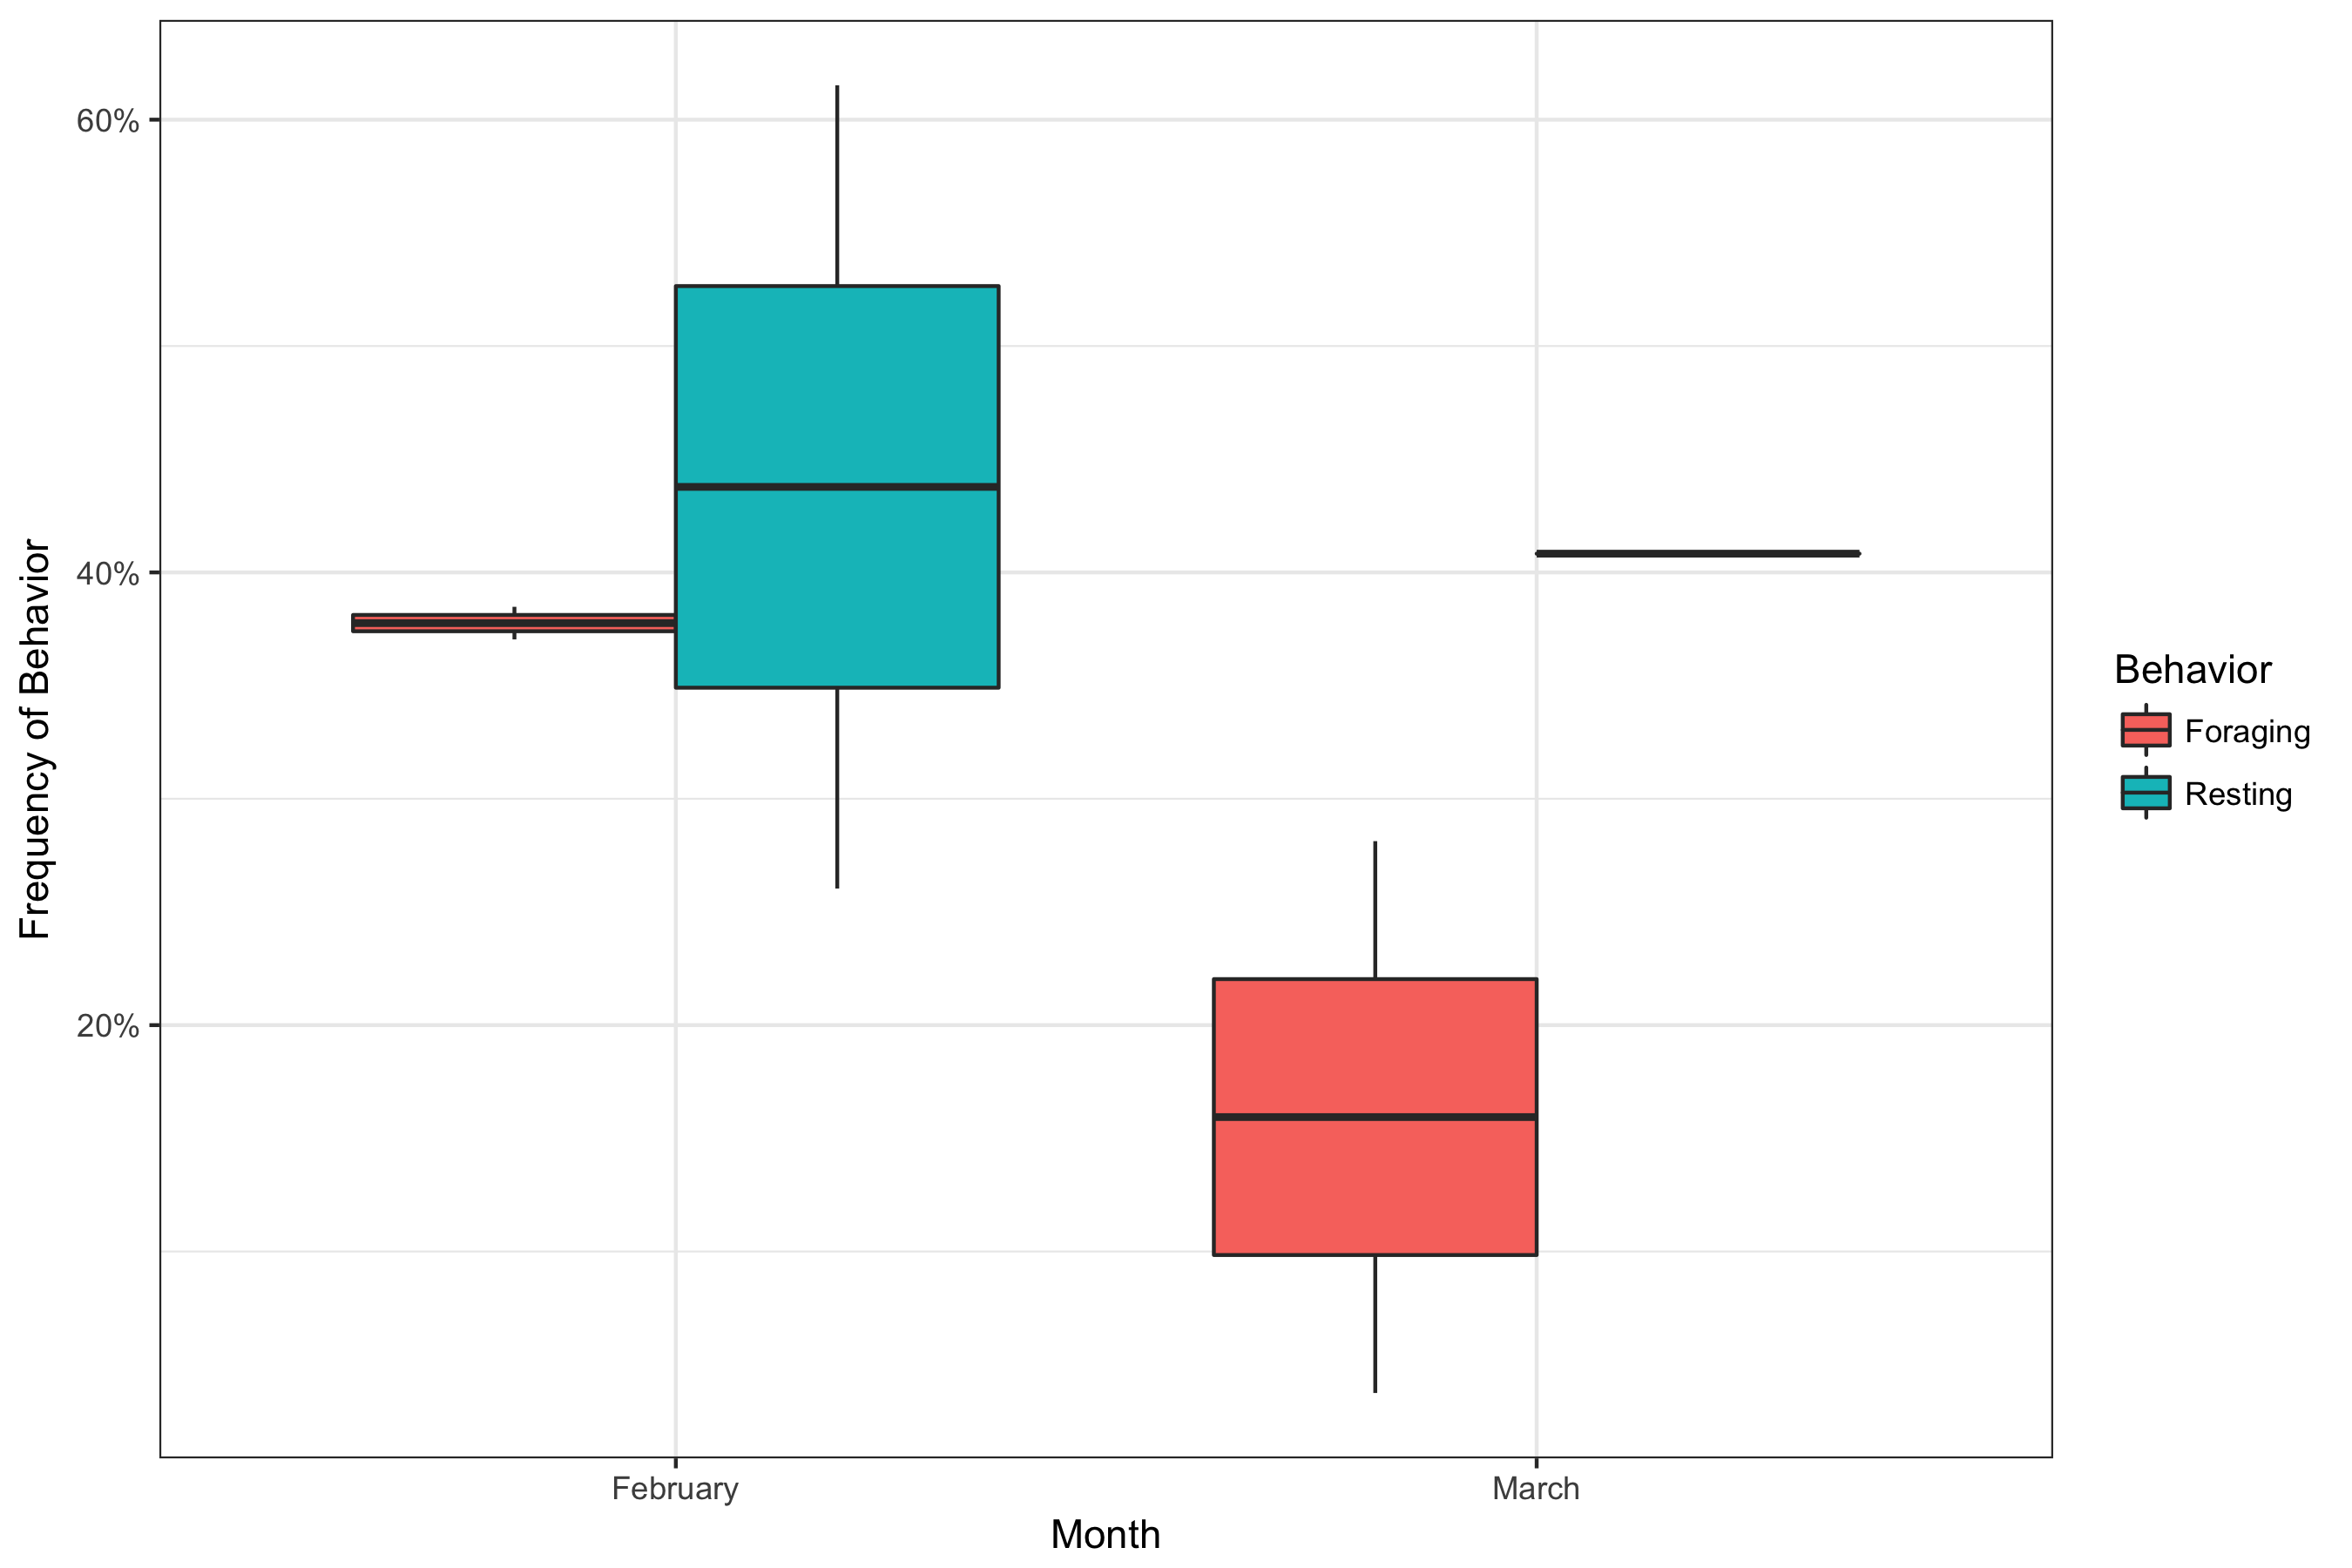 Frequency of Behavior
60%
40%
20%
February
March
Month
Behavior
Foraging
Resting